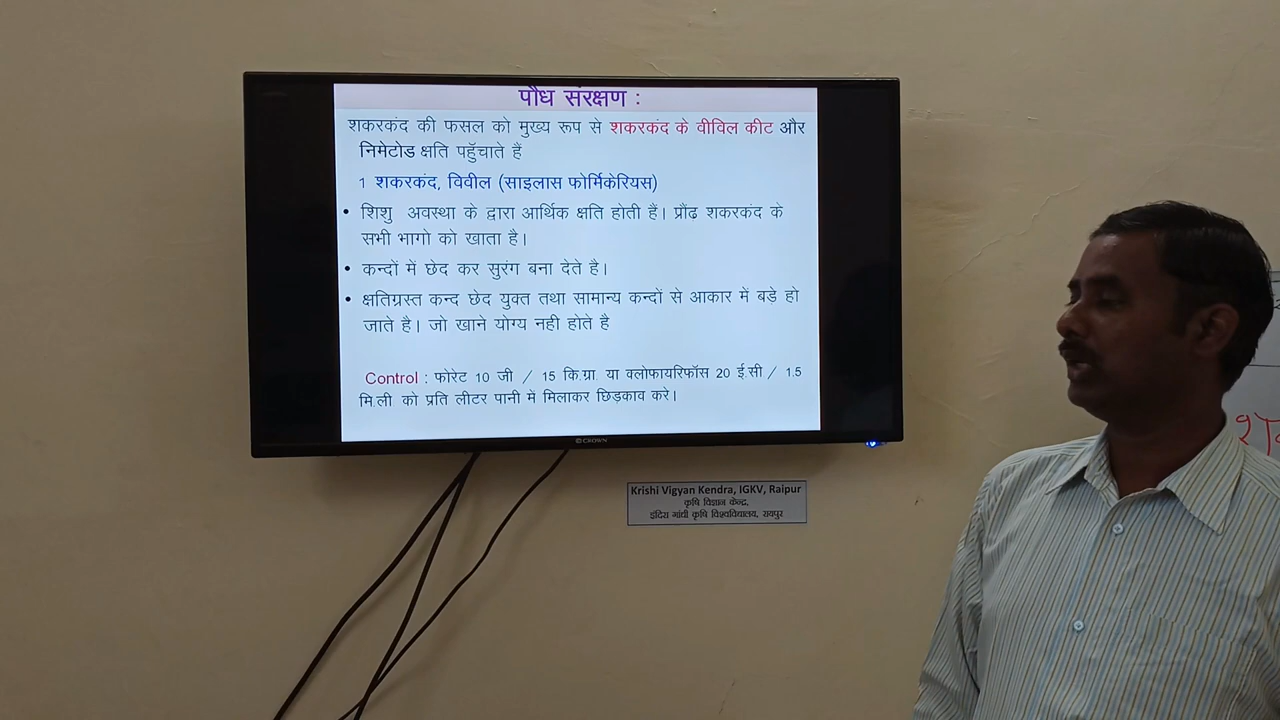 पौध संरक्षण :
शकरकंद की फसल को मुख्य रूप से शकरकंद के वीविल कीट और
निमेटोड क्षति पहुँचाते हैं
1 शकरकंद, विवील (साइलास फोर्मिकेरियस)
• शिशु अवस्था के द्वारा आर्थिक क्षति होती हैं। प्रौंढ शकरकंद के
सभी भागो को खाता है।
• कन्दों में छेद कर सुरंग बना देते है।
• क्षतिग्रस्त कन्द छेद युक्त तथा सामान्य कन्दों से आकार में बडे हो
जाते है। जो खाने योग्य नही होते है
Control : फोरेट 10 जी / 15 कि.ग्रा. या क्लोफायरिफॉस 20 ई.सी / 1.5
मि.ली को प्रति लीटर पानी में मिलाकर छिड़काव करे।
CROWN
Krishi Vigyan Kendra, IGKV, Raipur
कृषि विज्ञान केन्द्र,
इंदिरा गांधी कृषि विश्वविद्यालय, रायपुर